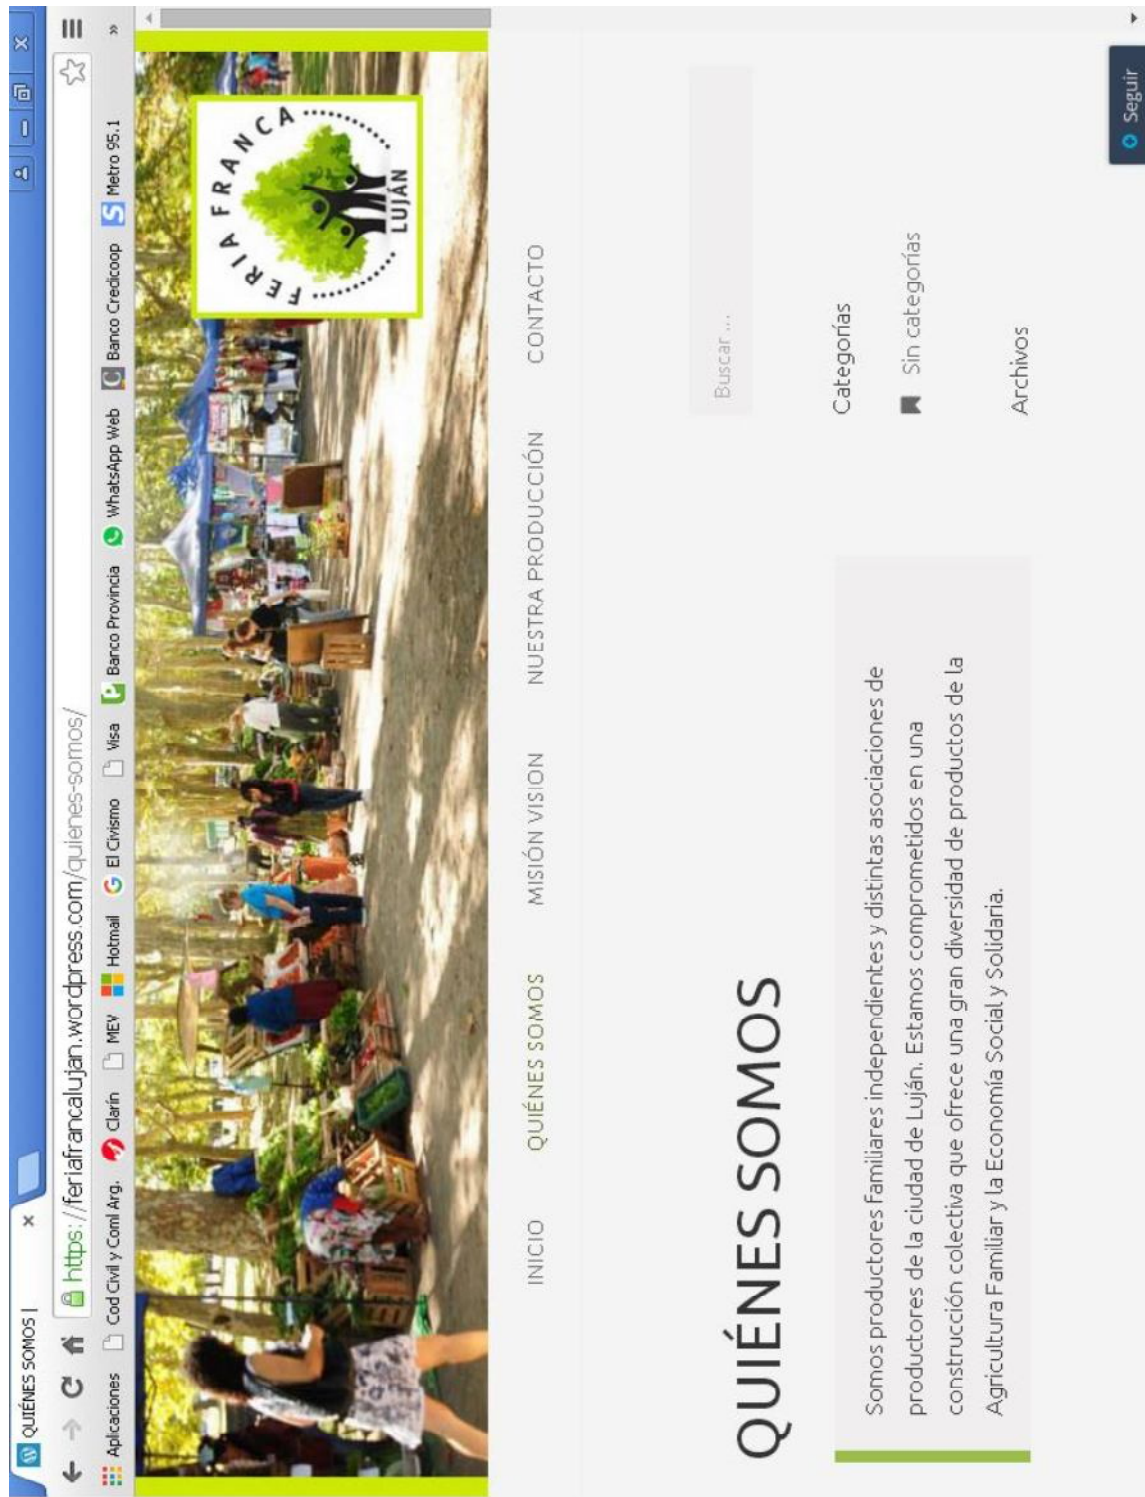 QUIÉNES SOMOS |
https://feriafrancalujan.wordpress.com/quienes-somos/
Aplicaciones Cod Civil y Coml Arg. Clarín MEV Hotmail El Civismo Visa Banco Provincia WhatsApp Web Banco Credicoop Metro 95.1 »
FERIA FRANCA
LUJÁN
INICIO QUIÉNES SOMOS MISIÓN VISION NUESTRA PRODUCCIÓN CONTACTO
QUIÉNES SOMOS
Somos productores Familiares independientes y distintas asociaciones de
productores de la ciudad de Luján. Estamos comprometidos en una
construcción colectiva que ofrece una gran diversidad de productos de la
Agricultura Familiar y la Economía Social y Solidaria.
Buscar ...
Categorías
Sin categorías
Archivos
Seguir